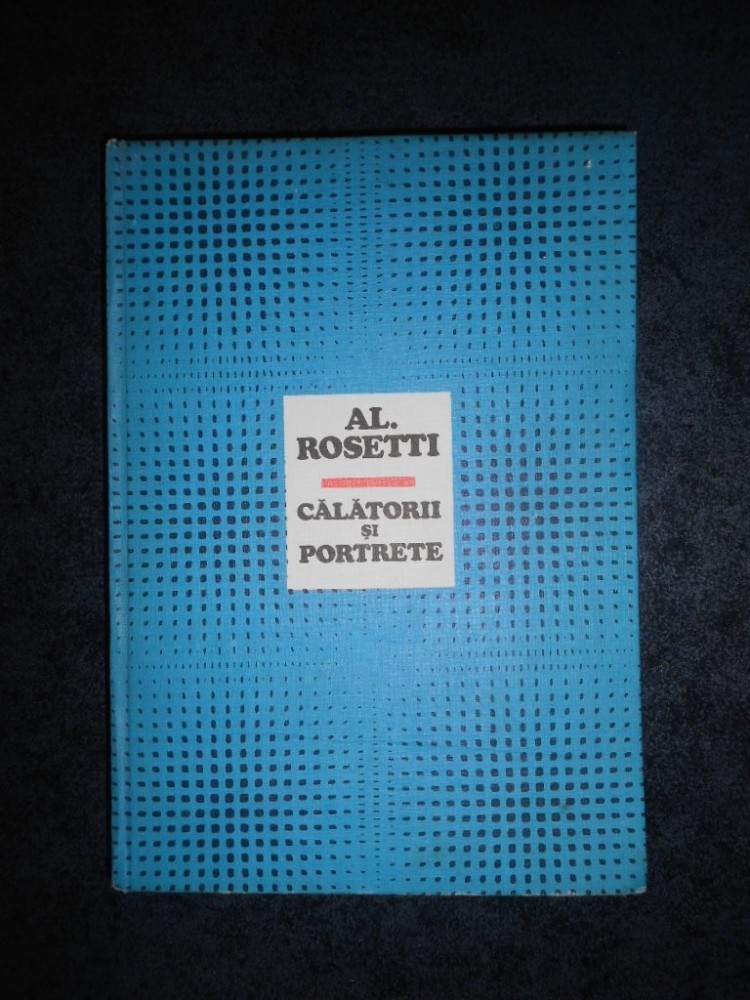 AL.
ROSETTI
CĂLĂTORII
ȘI
PORTRETE